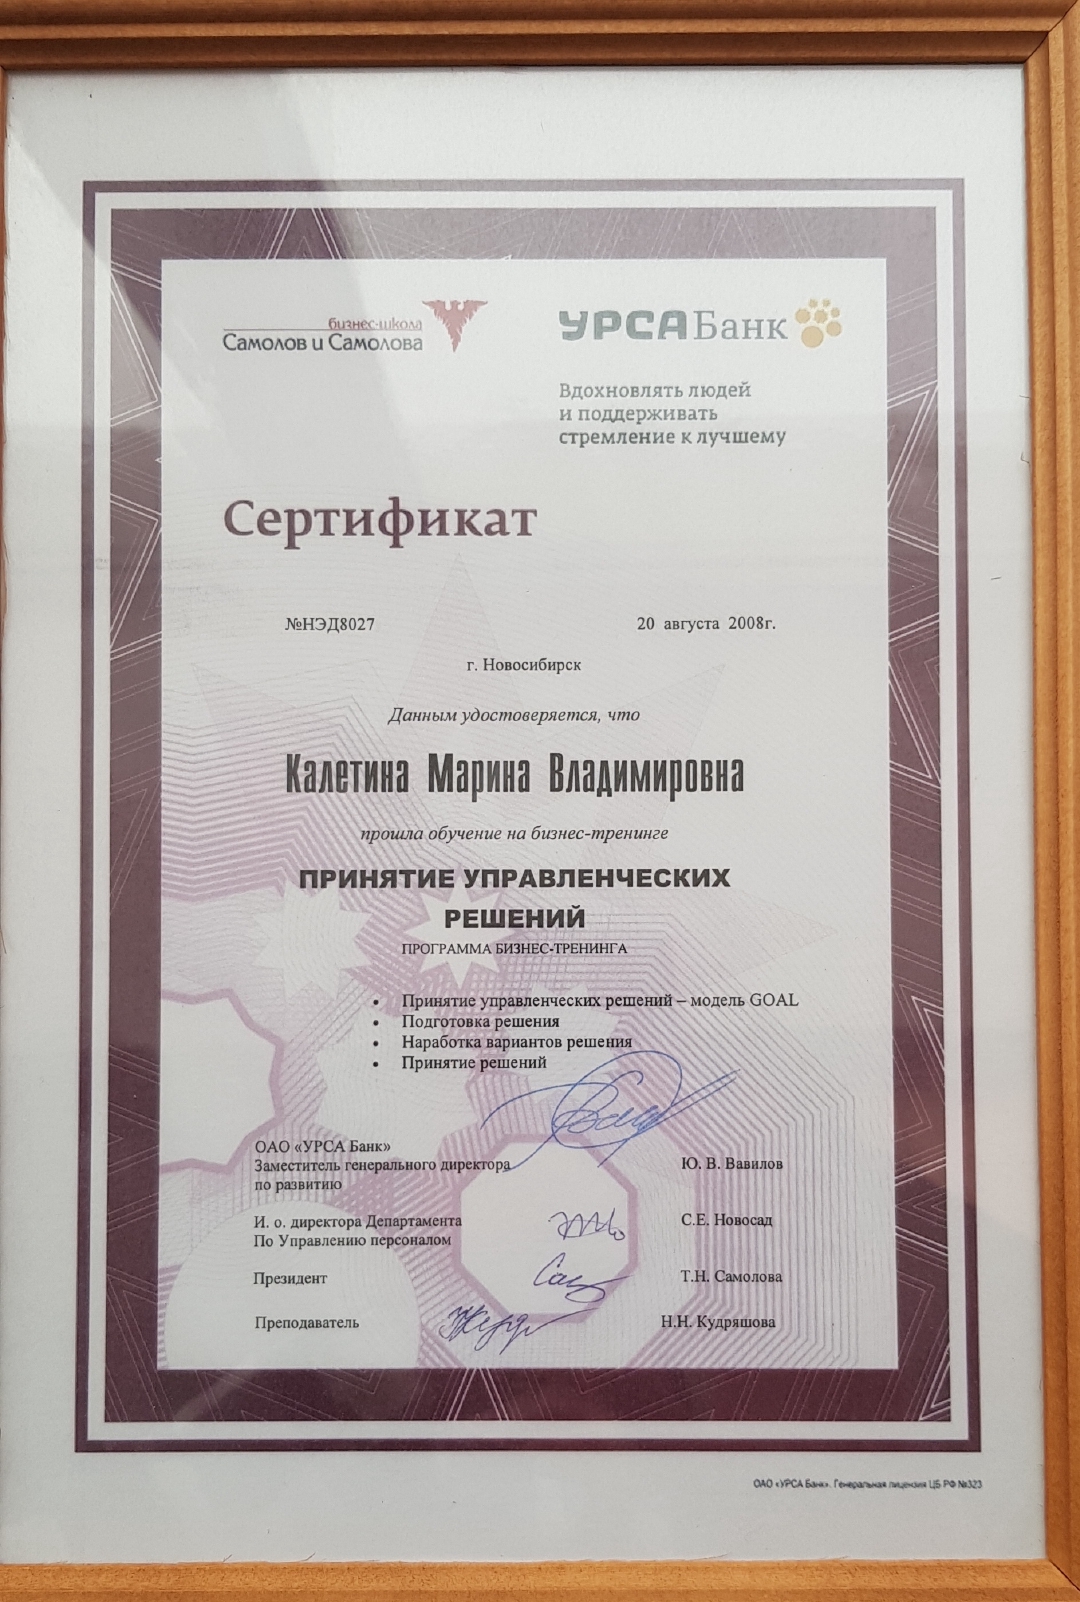 бизнес-школа
Самолов и Самолова
УРСА Банк
Вдохновлять людей
и поддерживать
стремление к лучшему
Сертификат
№НЭД8027 20 августа 2008г.
г. Новосибирск
Данным удостоверяется, что
Калетина Марина Владимировна
прошла обучение на бизнес-тренинге
ПРИНЯТИЕ УПРАВЛЕНЧЕСКИХ
РЕШЕНИЙ
ПРОГРАММА БИЗНЕС-ТРЕНИНГА
• Принятие управленческих решений – модель GOAL
• Подготовка решения
• Наработка вариантов решения
• Принятие решений
ОАО «УРСА Банк»
Заместитель генерального директора Ю. В. Вавилов
по развитию
И. о. директора Департамента С.Е. Новосад
По Управлению персоналом
Президент Т.Н. Самолова
Преподаватель Н.Н. Кудряшова
ОАО «УРСА Банк». Генеральная лицензия ЦБ РФ №323